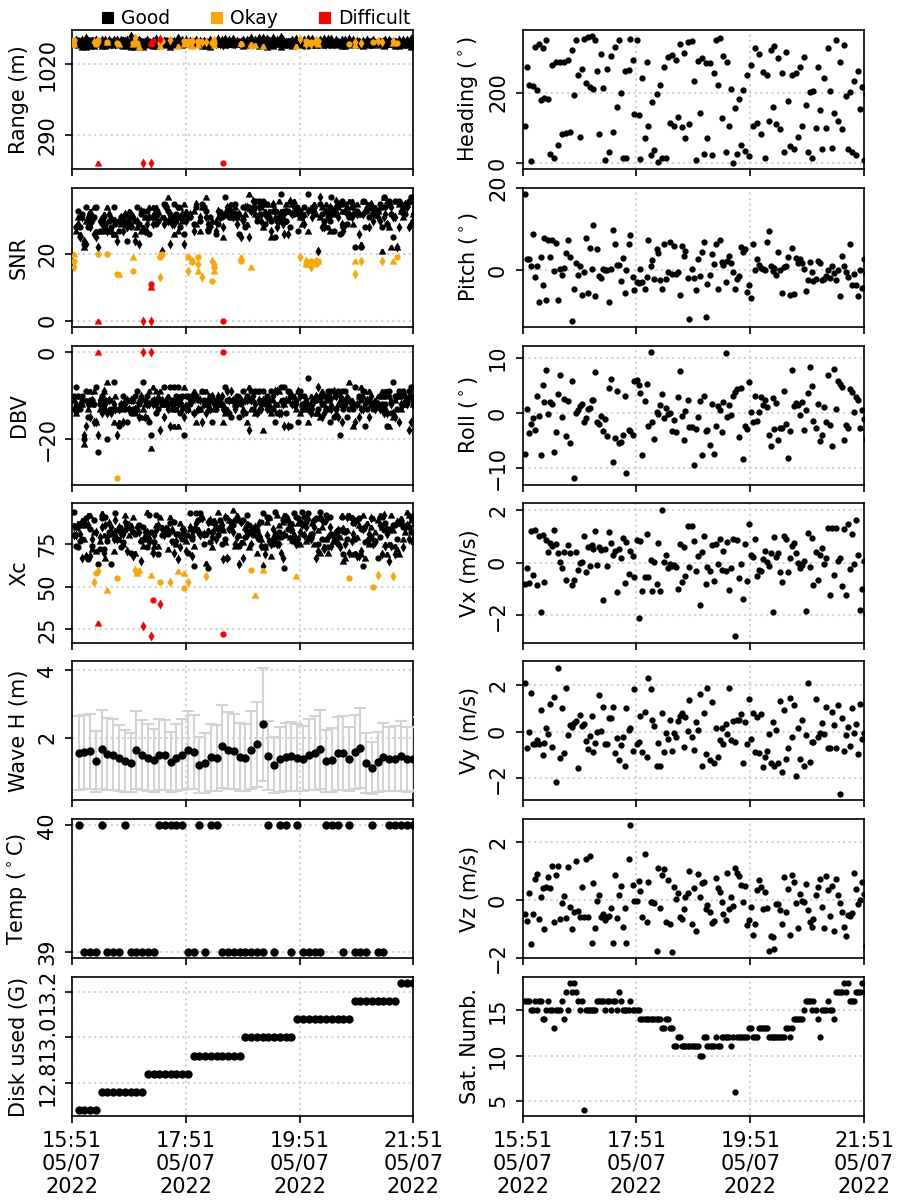 Good Okay Difficult
Range (m)
1020
290
Heading (°)
200
0
SNR
20
0
Pitch (°)
20
0
DBV
0
−20
Roll (°)
10
0
−10
Xc
75
50
25
Vx (m/s)
2
0
−2
Wave H (m)
4
2
Vy (m/s)
2
0
−2
Temp (°C)
40
39
Vz (m/s)
2
0
−2
Disk used (G)
13.2
13.0
12.8
Sat. Numb.
15
10
5
15:51 17:51 19:51 21:51
05/07 05/07 05/07 05/07
2022 2022 2022 2022
15:51 17:51 19:51 21:51
05/07 05/07 05/07 05/07
2022 2022 2022 2022